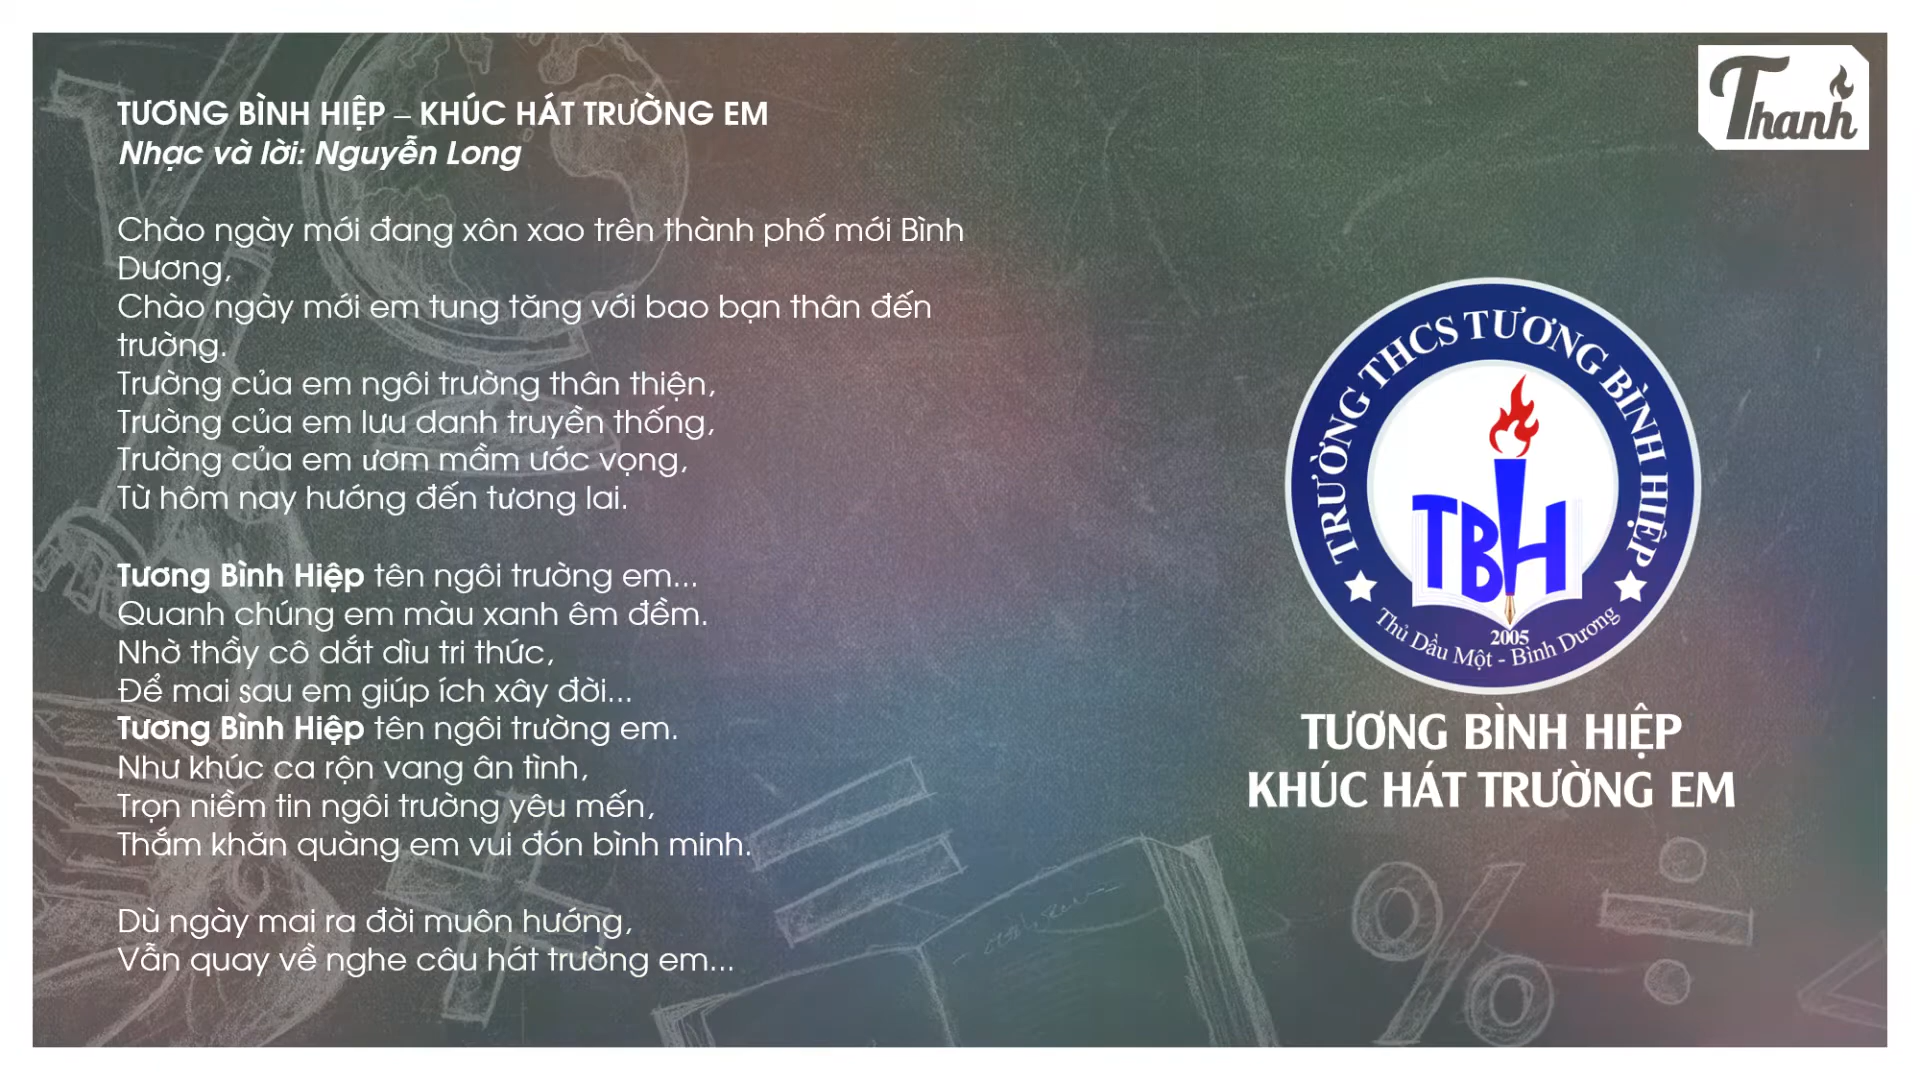 TƯƠNG BÌNH HIỆP – KHÚC HÁT TRƯỜNG EM
Nhạc và lời: Nguyễn Long
Chào ngày mới đang xôn xao trên thành phố mới Bình
Dương,
Chào ngày mới em tung tăng với bao bạn thân đến
trường.
Trường của em ngôi trường thân thiện,
Trường của em lưu danh truyền thống,
Trường của em ươm mầm ước vọng,
Từ hôm nay hướng đến tương lai.
Tương Bình Hiệp tên ngôi trường em...
Quanh chúng em màu xanh êm đềm.
Nhờ thầy cô dắt dìu tri thức,
Để mai sau em giúp ích xây đời...
Tương Bình Hiệp tên ngôi trường em.
Như khúc ca rộn vang ân tình,
Trọn niềm tin ngôi trường yêu mến,
Thắm khăn quàng em vui đón bình minh.
Dù ngày mai ra đời muôn hướng,
Vẫn quay về nghe câu hát trường em...
Thanh
TRƯỜNG THCS TƯƠNG BÌNH HIỆP
TBH
2005
Thủ Dầu Một - Bình Dương
TƯƠNG BÌNH HIỆP
KHÚC HÁT TRƯỜNG EM
% ÷